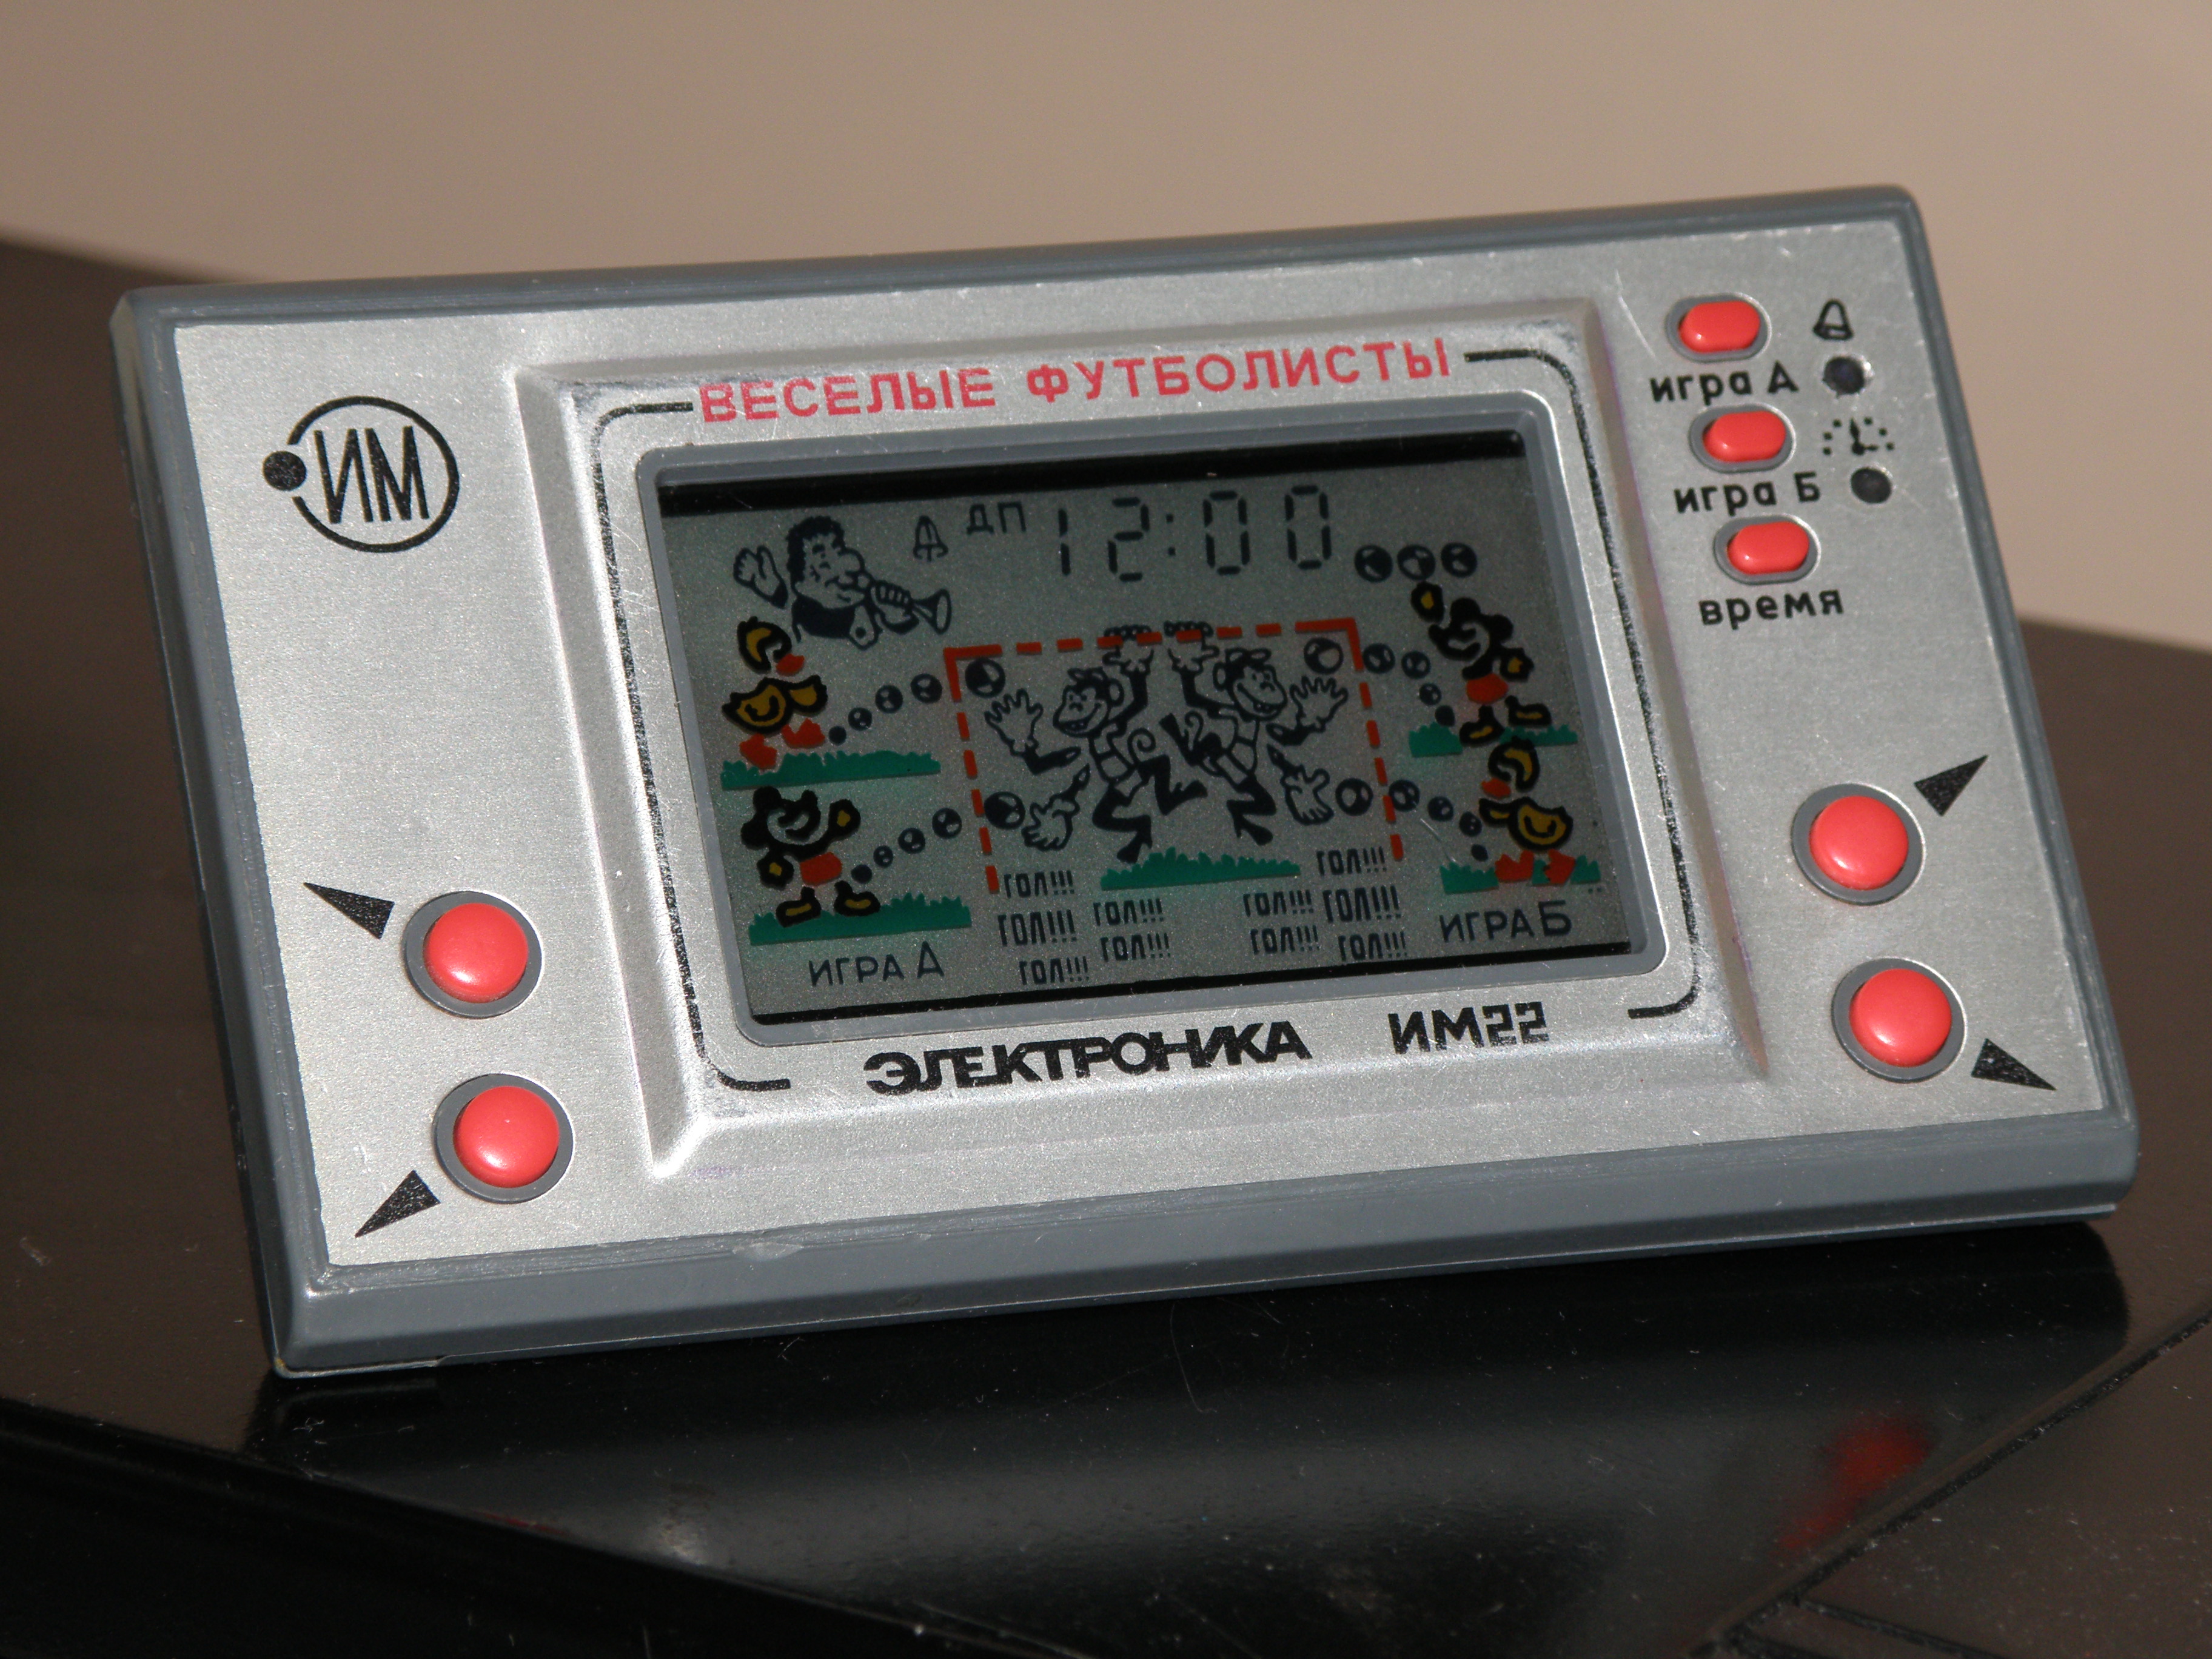 ВЕСЕЛЫЕ ФУТБОЛИСТЫ
ИМ
игра А
игра Б
время
ДП 12:00
ГОЛ!!! ГОЛ!!!
ГОЛ!!! ГОЛ!!! ГОЛ!!! ГОЛ!!!
ГОЛ!!! ГОЛ!!! ГОЛ!!! ГОЛ!!!
ИГРА А
ИГРА Б
ЭЛЕКТРОНИКА ИМ22